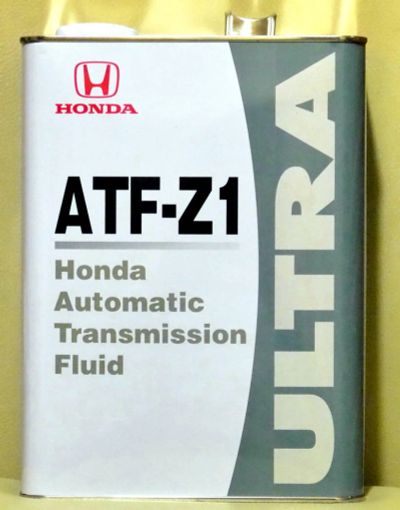 HONDA
ATF-Z1
Honda
Automatic
Transmission
Fluid
ULTRA